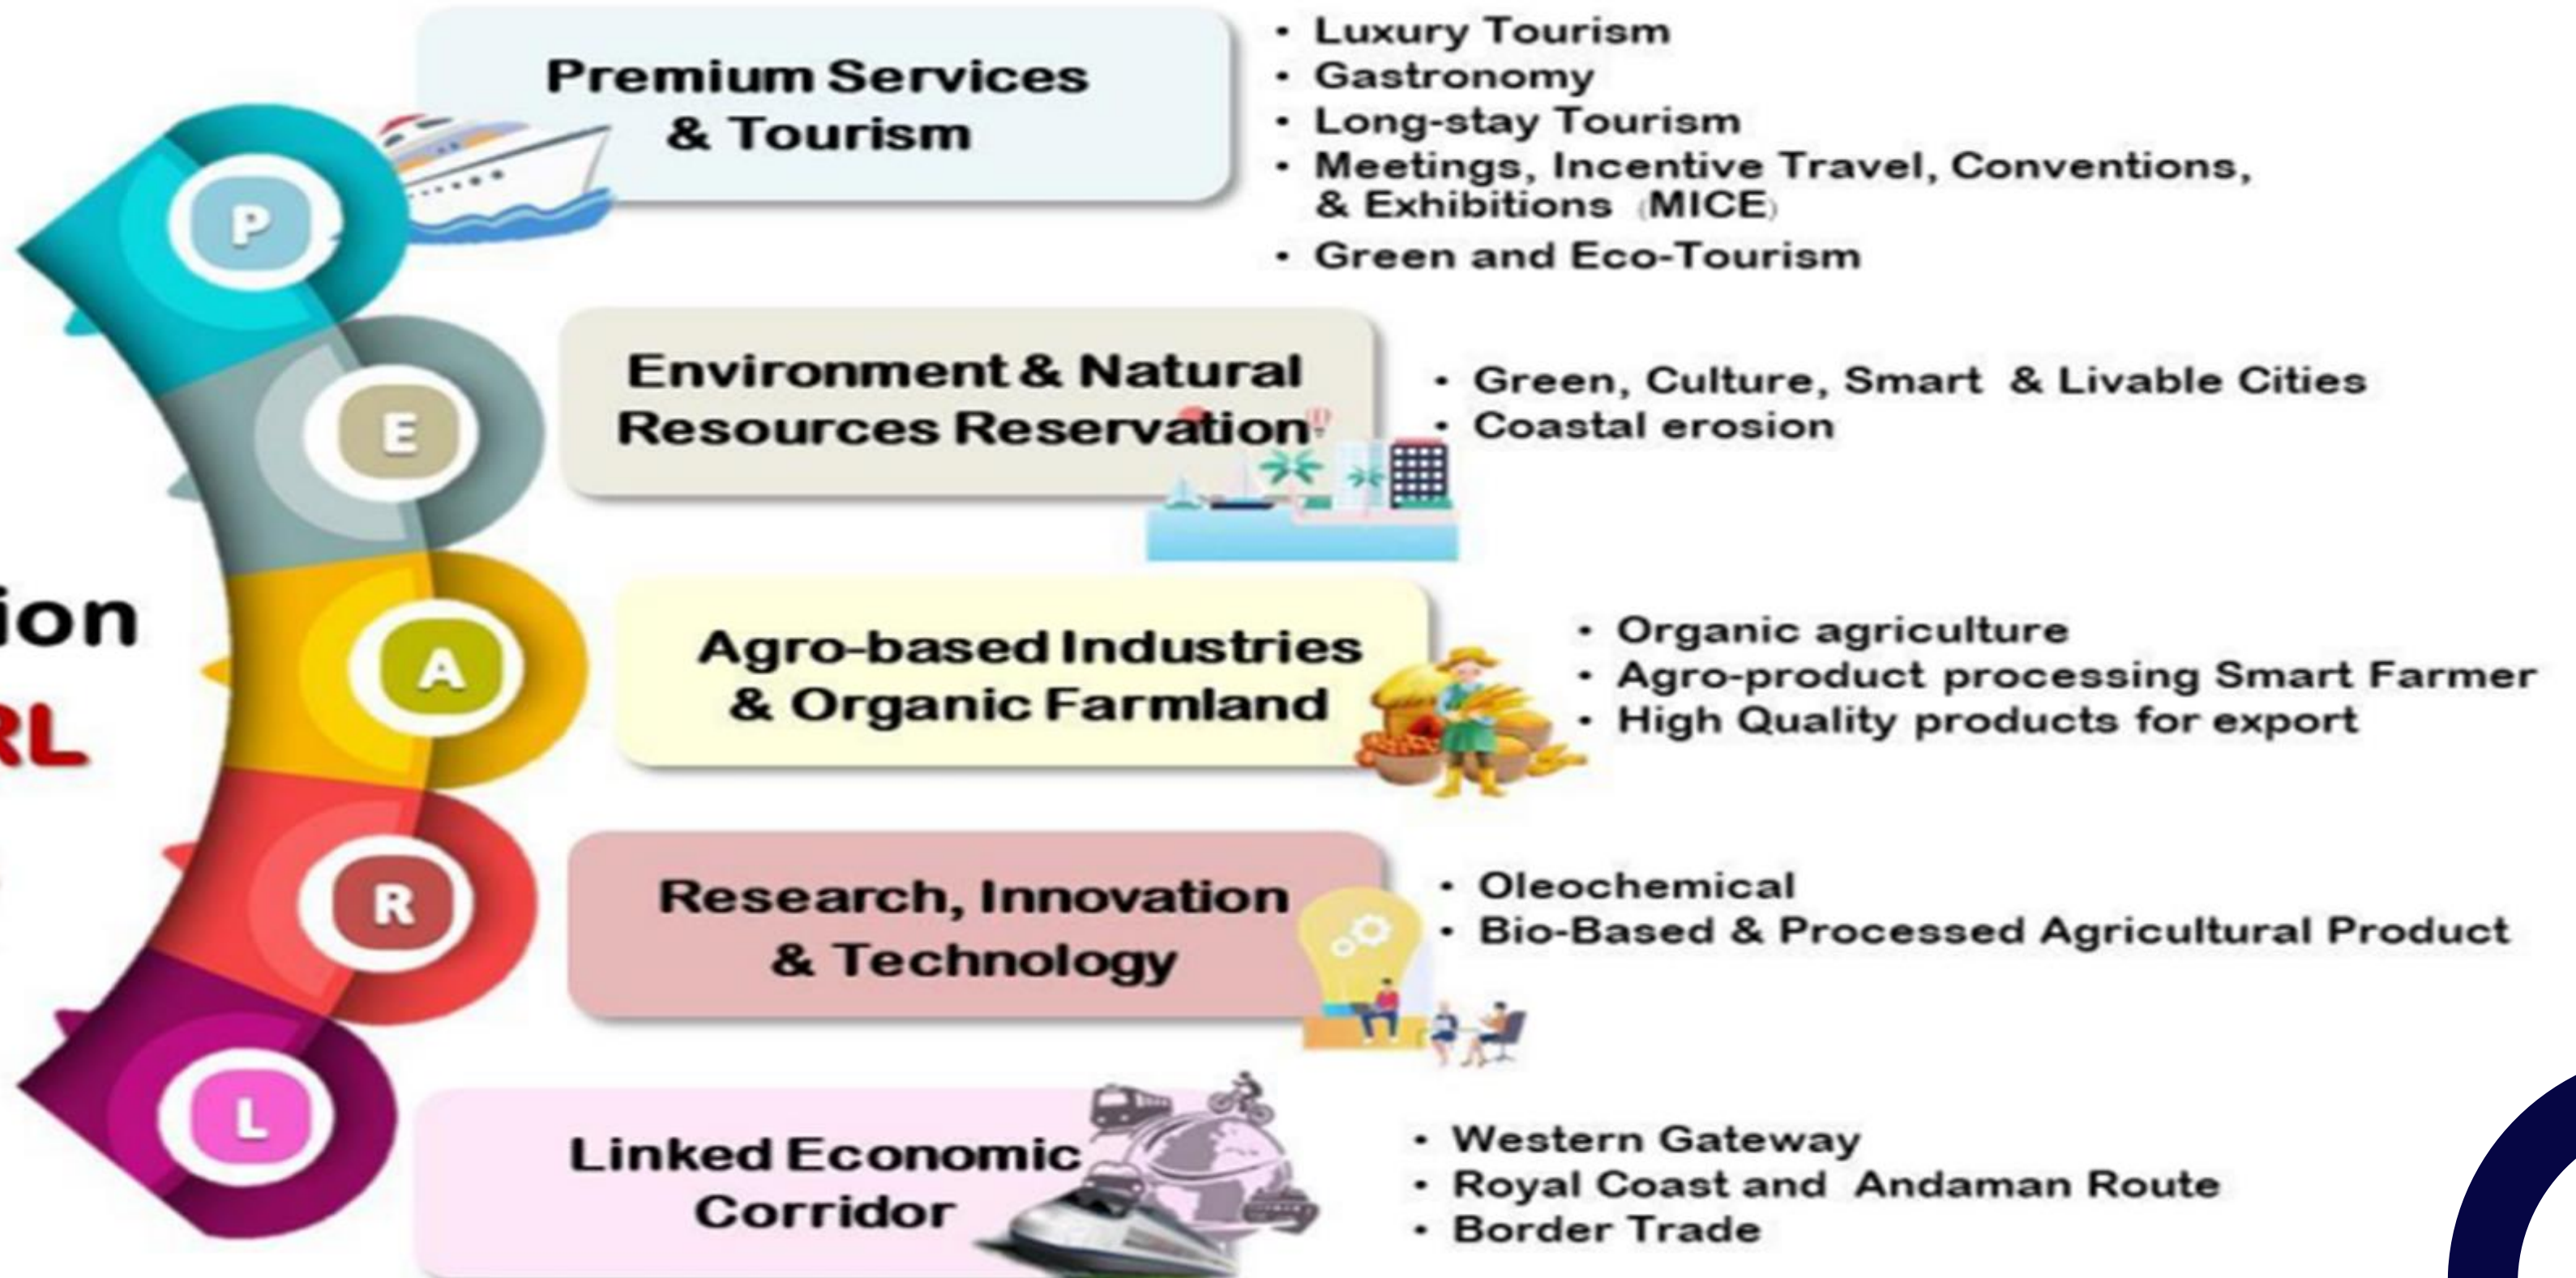 P
Premium Services
& Tourism
• Luxury Tourism
• Gastronomy
• Long-stay Tourism
• Meetings, Incentive Travel, Conventions,
& Exhibitions (MICE)
• Green and Eco-Tourism
E
Environment & Natural
Resources Reservation
• Green, Culture, Smart & Livable Cities
• Coastal erosion
ion
RL
A
Agro-based Industries
& Organic Farmland
• Organic agriculture
• Agro-product processing Smart Farmer
• High Quality products for export
R
Research, Innovation
& Technology
• Oleochemical
• Bio-Based & Processed Agricultural Product
L
Linked Economic
Corridor
• Western Gateway
• Royal Coast and Andaman Route
• Border Trade